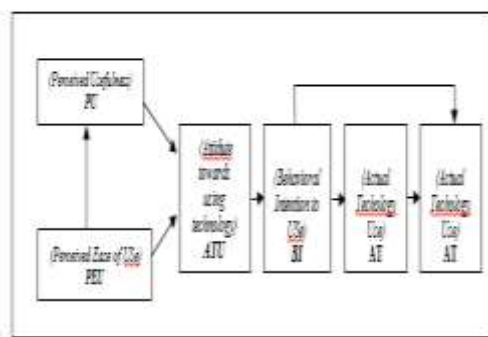 (Perceived Usefulness)
PU
(Perceived Ease of USe)
PEU
(Attitude
towards
using
technology)
ATU
(Behavioral
Intention to
USe)
BI
(Actual
Technology
Use)
AT
(Actual
Technology
Use)
AT